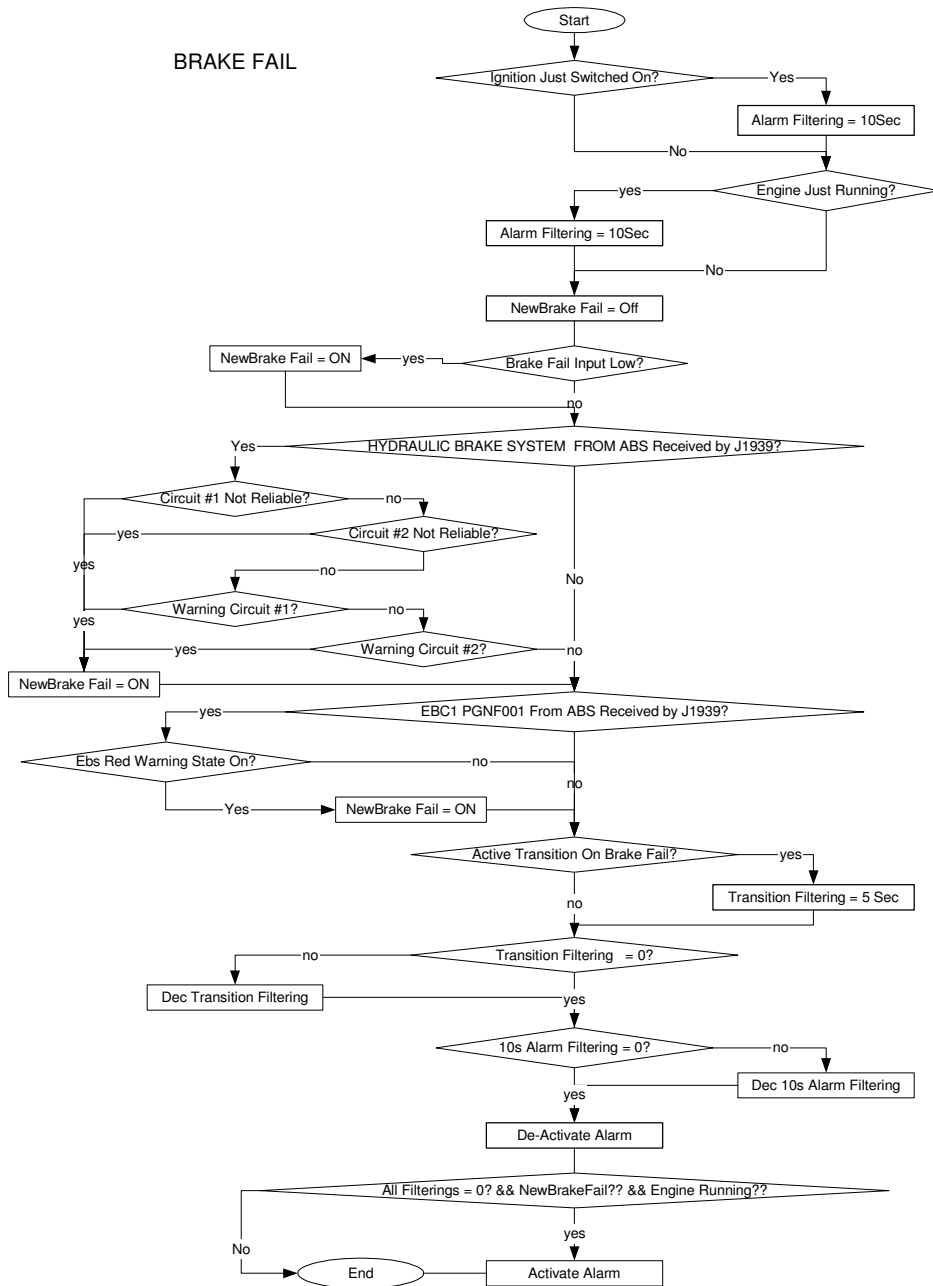 Start
BRAKE FAIL
Ignition Just Switched On?
Yes
Alarm Filtering = 10Sec
No
Engine Just Running?
yes
Alarm Filtering = 10Sec
No
NewBrake Fail = Off
Brake Fail Input Low?
yes
NewBrake Fail = ON
no
HYDRAULIC BRAKE SYSTEM FROM ABS Received by J1939?
Yes
Circuit #1 Not Reliable?
no
Circuit #2 Not Reliable?
yes
yes
no
No
Warning Circuit #1?
no
yes
Warning Circuit #2?
yes
no
NewBrake Fail = ON
EBC1 PGNF001 From ABS Received by J1939?
yes
Ebs Red Warning State On?
no
no
Yes
NewBrake Fail = ON
Active Transition On Brake Fail?
yes
Transition Filtering = 5 Sec
no
Transition Filtering = 0?
no
Dec Transition Filtering
yes
10s Alarm Filtering = 0?
no
Dec 10s Alarm Filtering
yes
De-Activate Alarm
All Filterings = 0? && NewBrakeFail?? && Engine Running??
yes
No
End
Activate Alarm